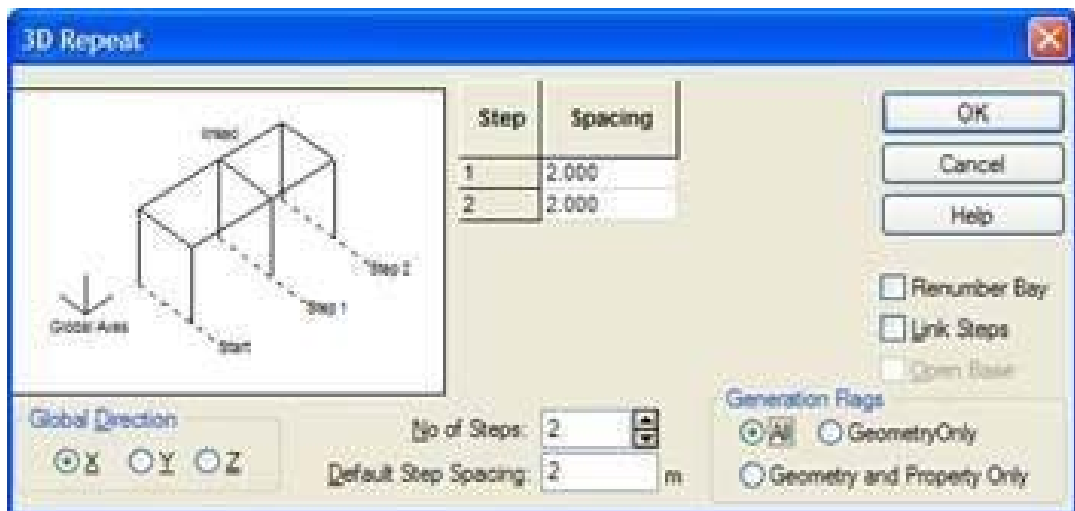 3D Repeat
Linked
Step 2
Step 1
Start
Global Axes
Step Spacing
1 2.000
2 2.000
OK
Cancel
Help
Renumber Bay
Link Steps
Open Base
Global Direction
X Y Z
No of Steps: 2
Default Step Spacing: 2 m
Generation Flags
All GeometryOnly
Geometry and Property Only